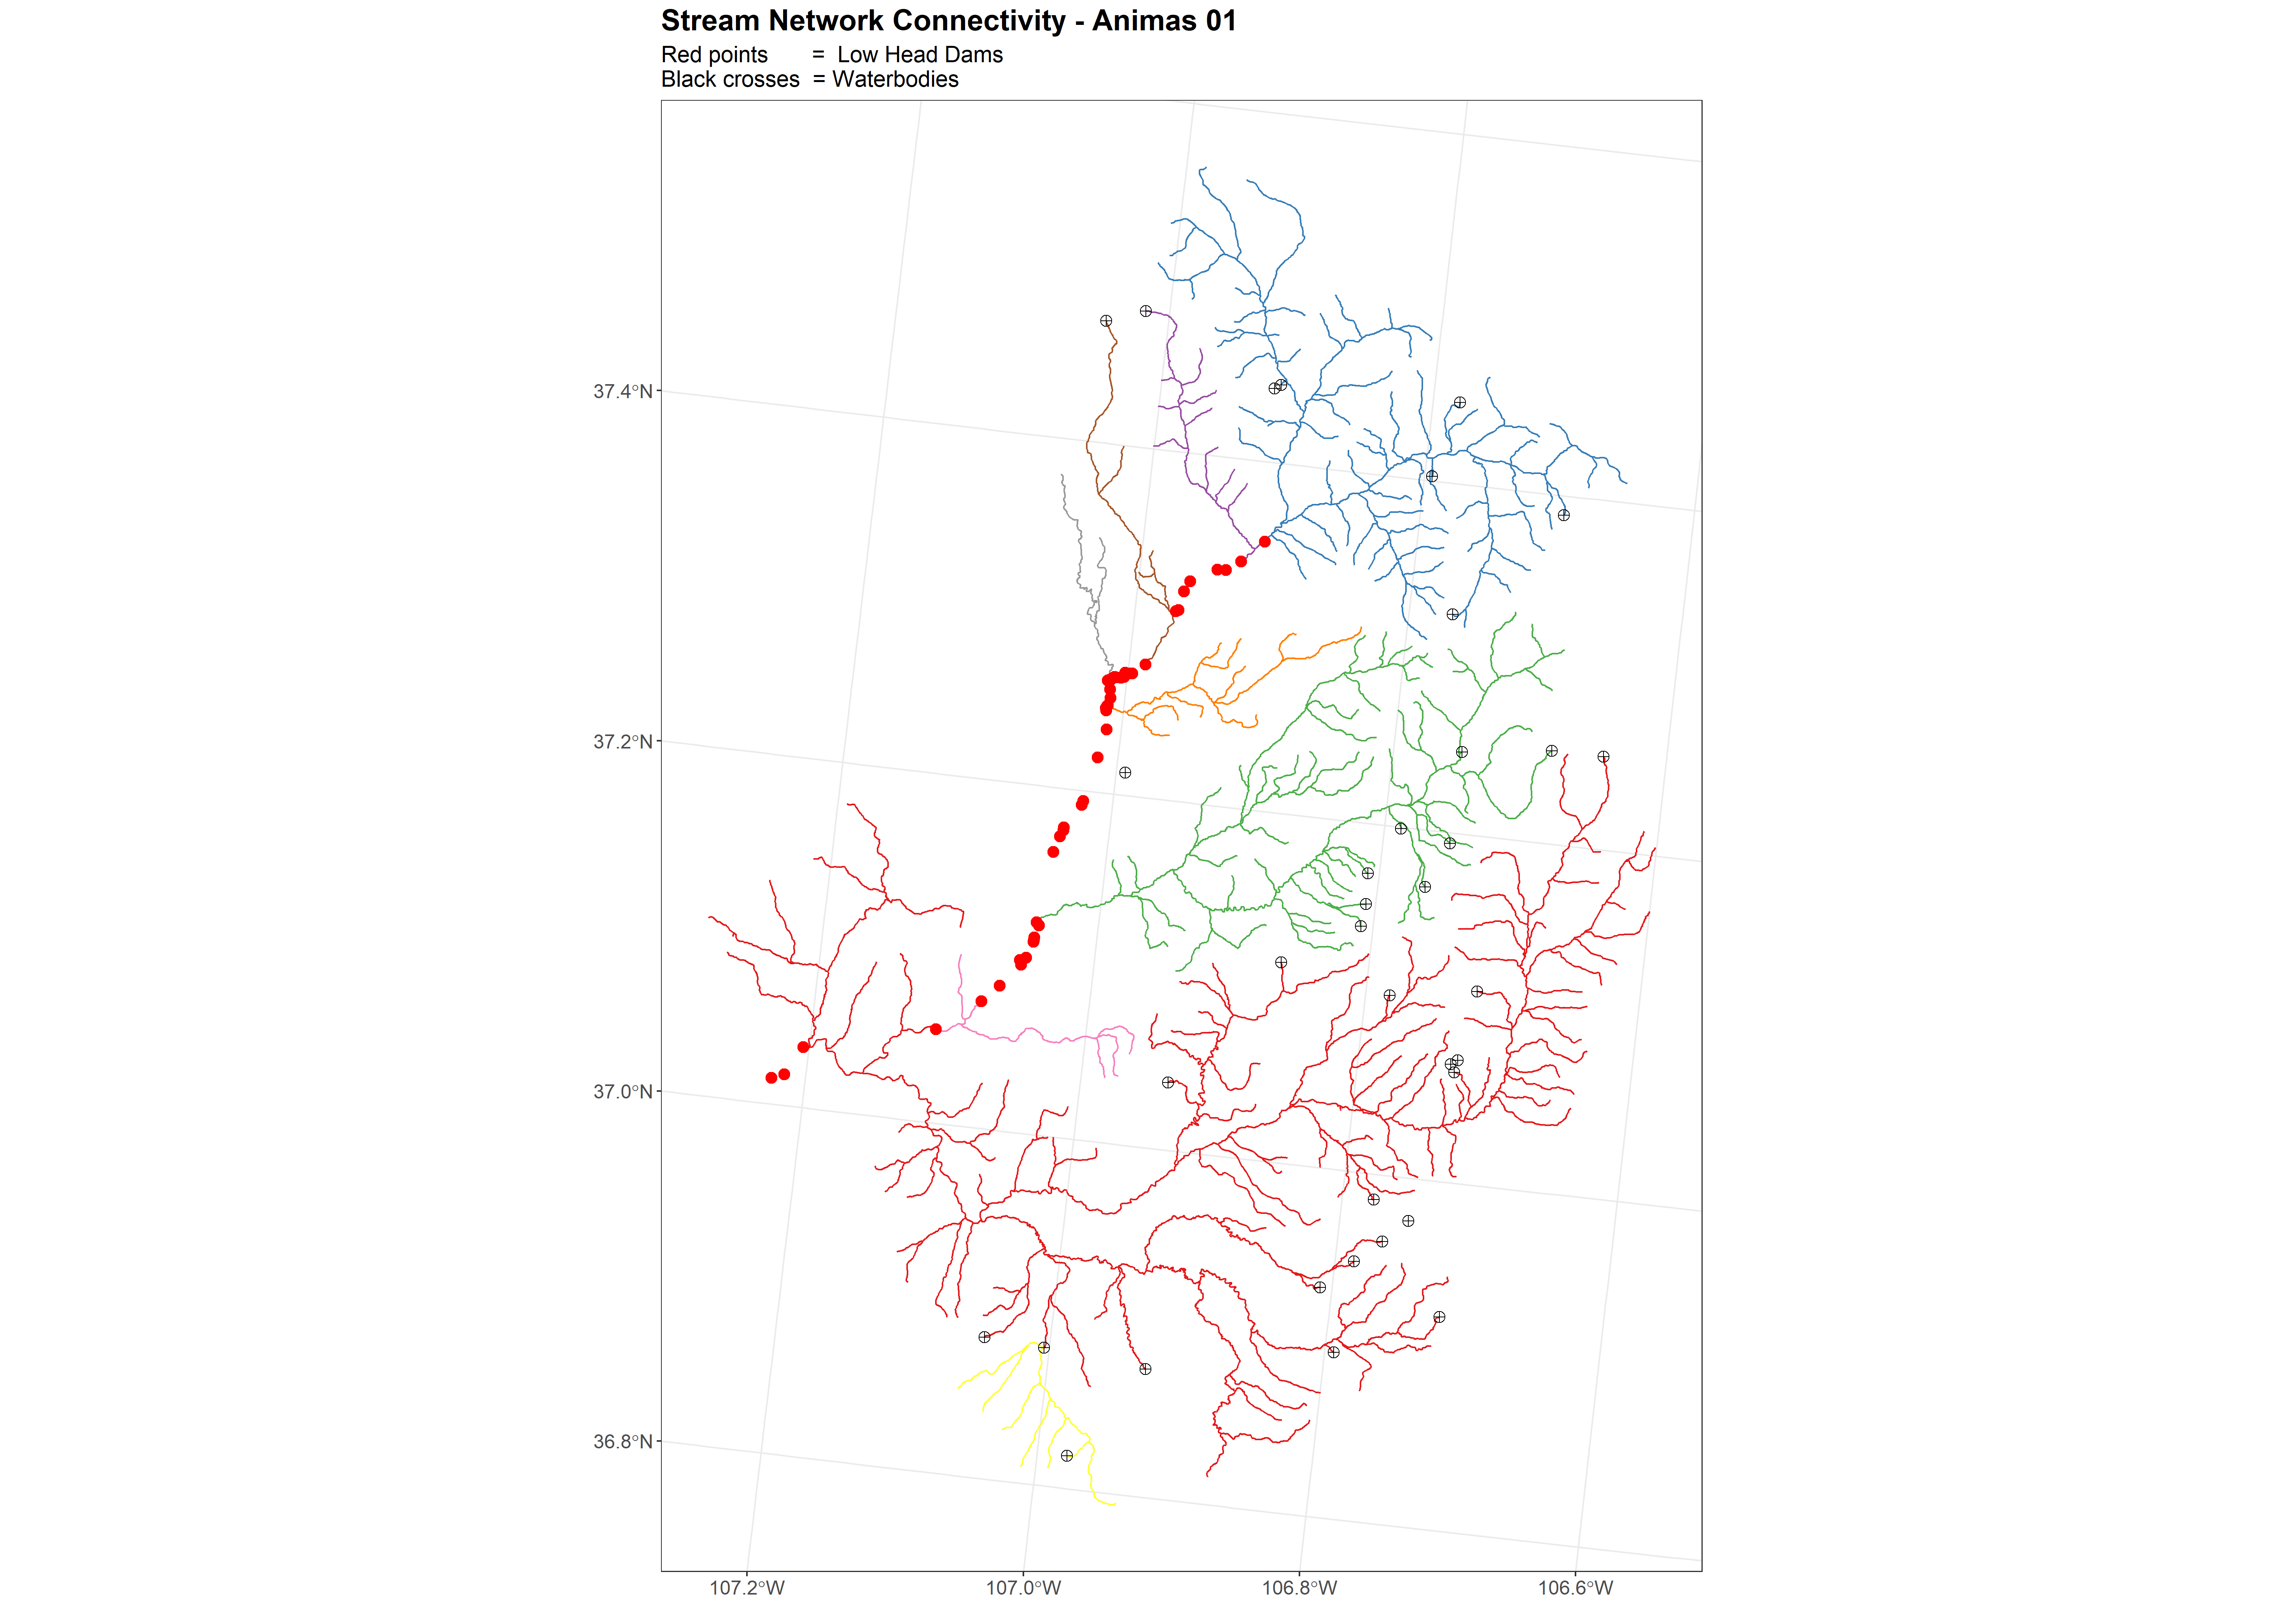 Stream Network Connectivity - Animas 01
Red points = Low Head Dams
Black crosses = Waterbodies
37.4°N
37.2°N
37.0°N
36.8°N
107.2°W 107.0°W 106.8°W 106.6°W